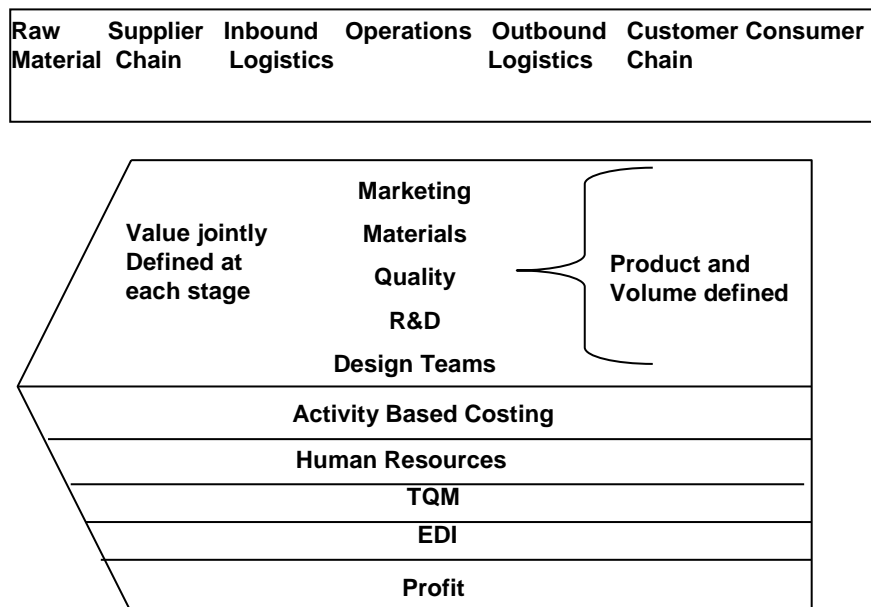 Raw Supplier Inbound Operations Outbound Customer Consumer
Material Chain Logistics Logistics Chain
Marketing
Value jointly
Defined at
each stage
Materials
Quality
R&D
Design Teams
Product and
Volume defined
Activity Based Costing
Human Resources
TQM
EDI
Profit